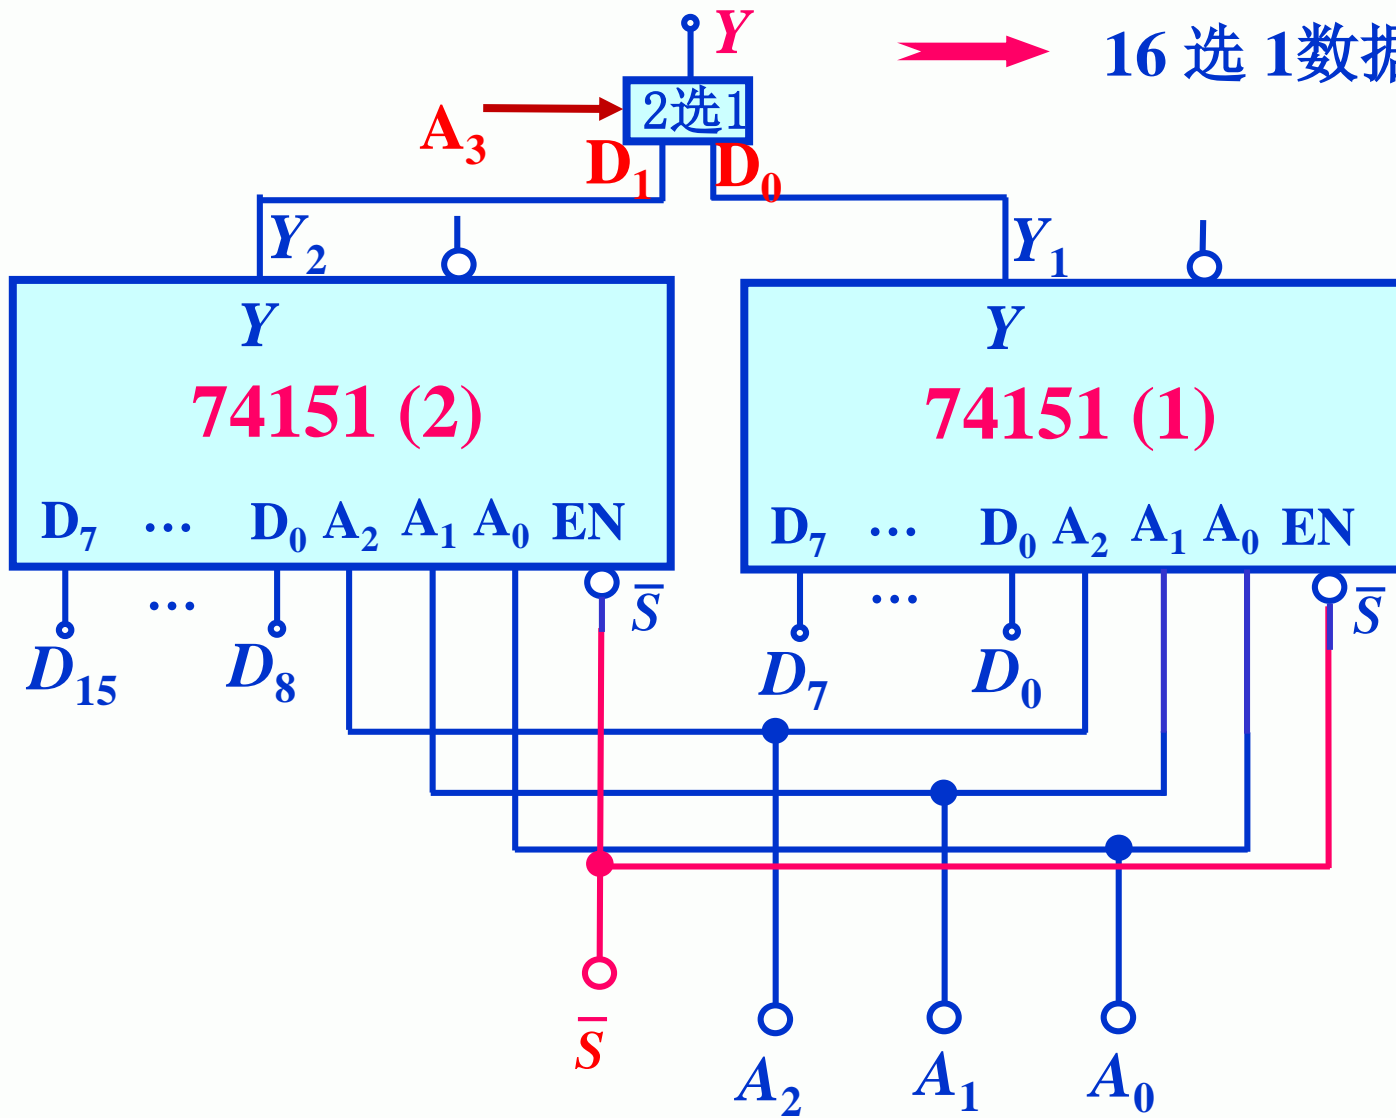 Y
16 选 1数据
2选1
A₃
D₁ D₀
Y₂ Y₁
Y Y
74151 (2) 74151 (1)
D₇ … D₀ A₂ A₁ A₀ EN D₇ … D₀ A₂ A₁ A₀ EN
… S̅ … S̅
D₁₅ D₈ D₇ D₀
S̅
A₂ A₁ A₀